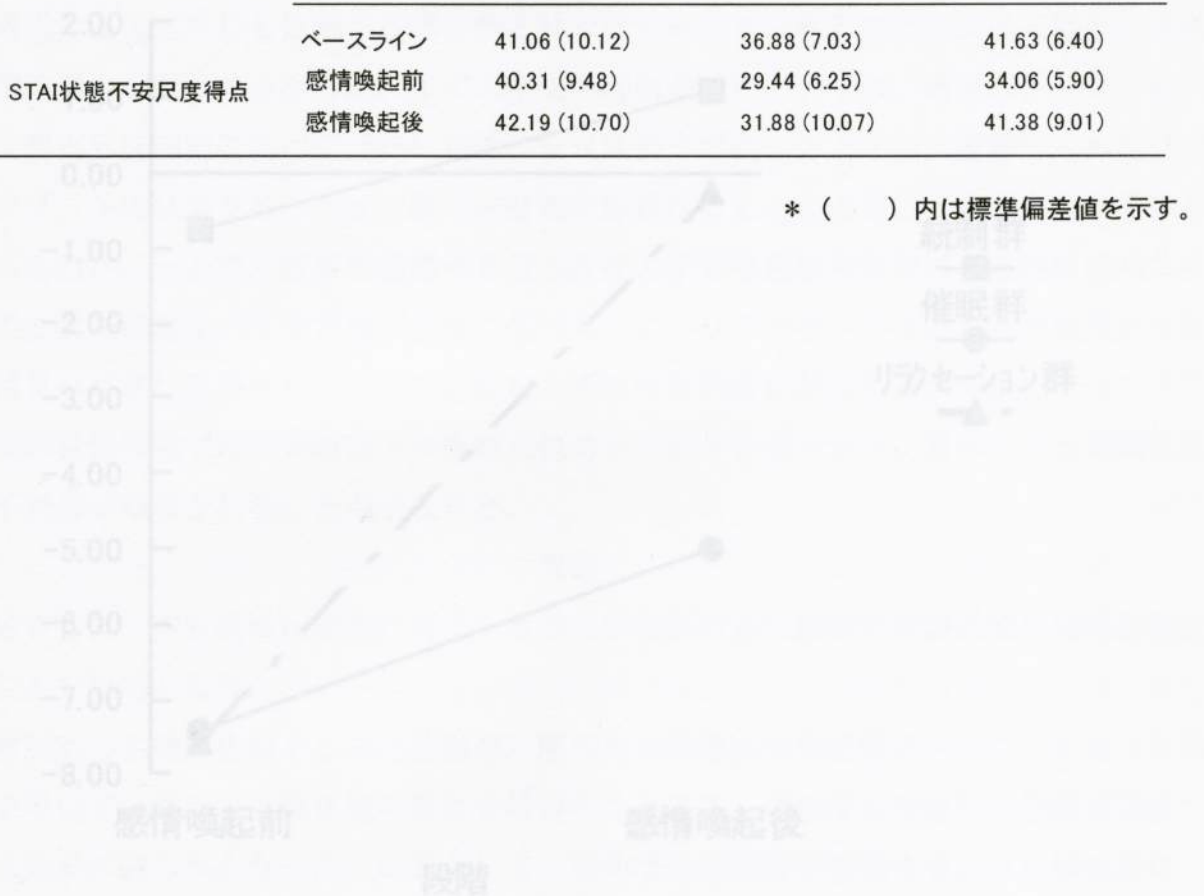 ベースライン 41.06 (10.12) 36.88 (7.03) 41.63 (6.40)
STAI状態不安尺度得点 感情喚起前 40.31 (9.48) 29.44 (6.25) 34.06 (5.90)
感情喚起後 42.19 (10.70) 31.88 (10.07) 41.38 (9.01)
＊（　　）内は標準偏差値を示す。
2.00
0.00
-1.00
-2.00
-3.00
-4.00
-5.00
-6.00
-7.00
-8.00
統制群
催眠群
リラクセーション群
感情喚起前 感情喚起後
段階